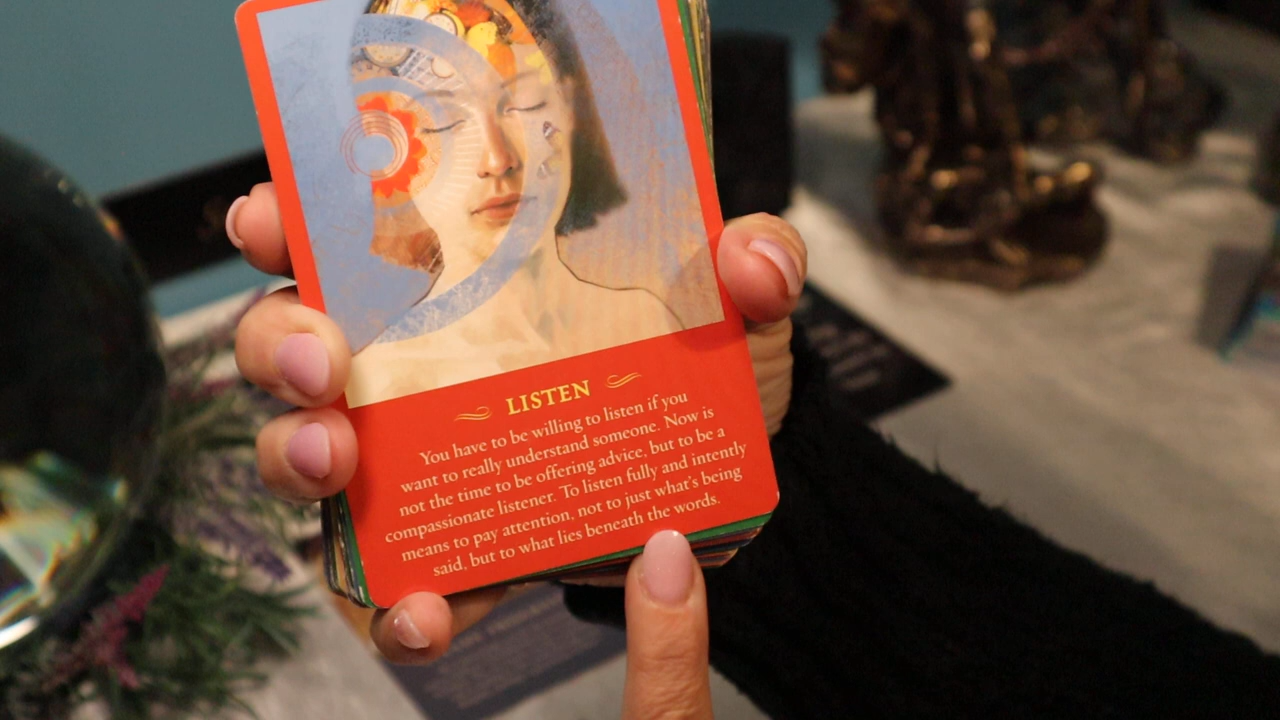 LISTEN
You have to be willing to listen if you
want to really understand someone. Now is
not the time to be offering advice, but to be a
compassionate listener. To listen fully and intently
means to pay attention, not to just what's being
said, but to what lies beneath the words.